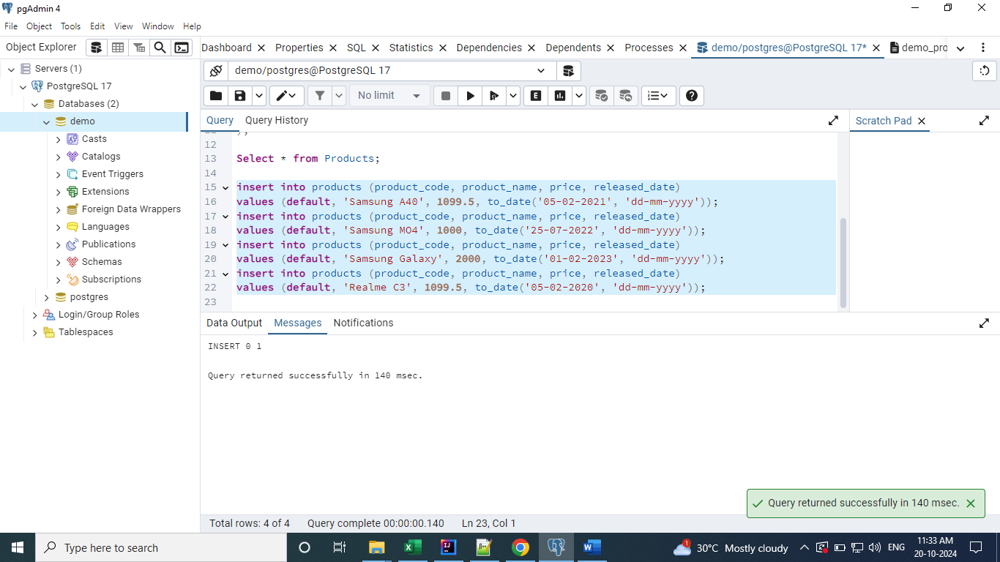 pgAdmin 4
File Object Tools Edit View Window Help
Object Explorer
Dashboard Properties SQL Statistics Dependencies Dependents Processes demo/postgres@PostgreSQL 17* demo_pro
Servers (1)
PostgreSQL 17
Databases (2)
demo
Casts
Catalogs
Event Triggers
Extensions
Foreign Data Wrappers
Languages
Publications
Schemas
Subscriptions
postgres
Login/Group Roles
Tablespaces
demo/postgres@PostgreSQL 17
No limit
E
Query Query History
Scratch Pad
12
13 Select * from Products;
14
15 insert into products (product_code, product_name, price, released_date)
16 values (default, 'Samsung A40', 1099.5, to_date('05-02-2021', 'dd-mm-yyyy'));
17 insert into products (product_code, product_name, price, released_date)
18 values (default, 'Samsung MO4', 1000, to_date('25-07-2022', 'dd-mm-yyyy'));
19 insert into products (product_code, product_name, price, released_date)
20 values (default, 'Samsung Galaxy', 2000, to_date('01-02-2023', 'dd-mm-yyyy'));
21 insert into products (product_code, product_name, price, released_date)
22 values (default, 'Realme C3', 1099.5, to_date('05-02-2020', 'dd-mm-yyyy'));
23
Data Output Messages Notifications
INSERT 0 1
Query returned successfully in 140 msec.
Query returned successfully in 140 msec.
Total rows: 4 of 4 Query complete 00:00:00.140 Ln 23, Col 1
Type here to search
1
30°C Mostly cloudy
ENG
11:33 AM
20-10-2024